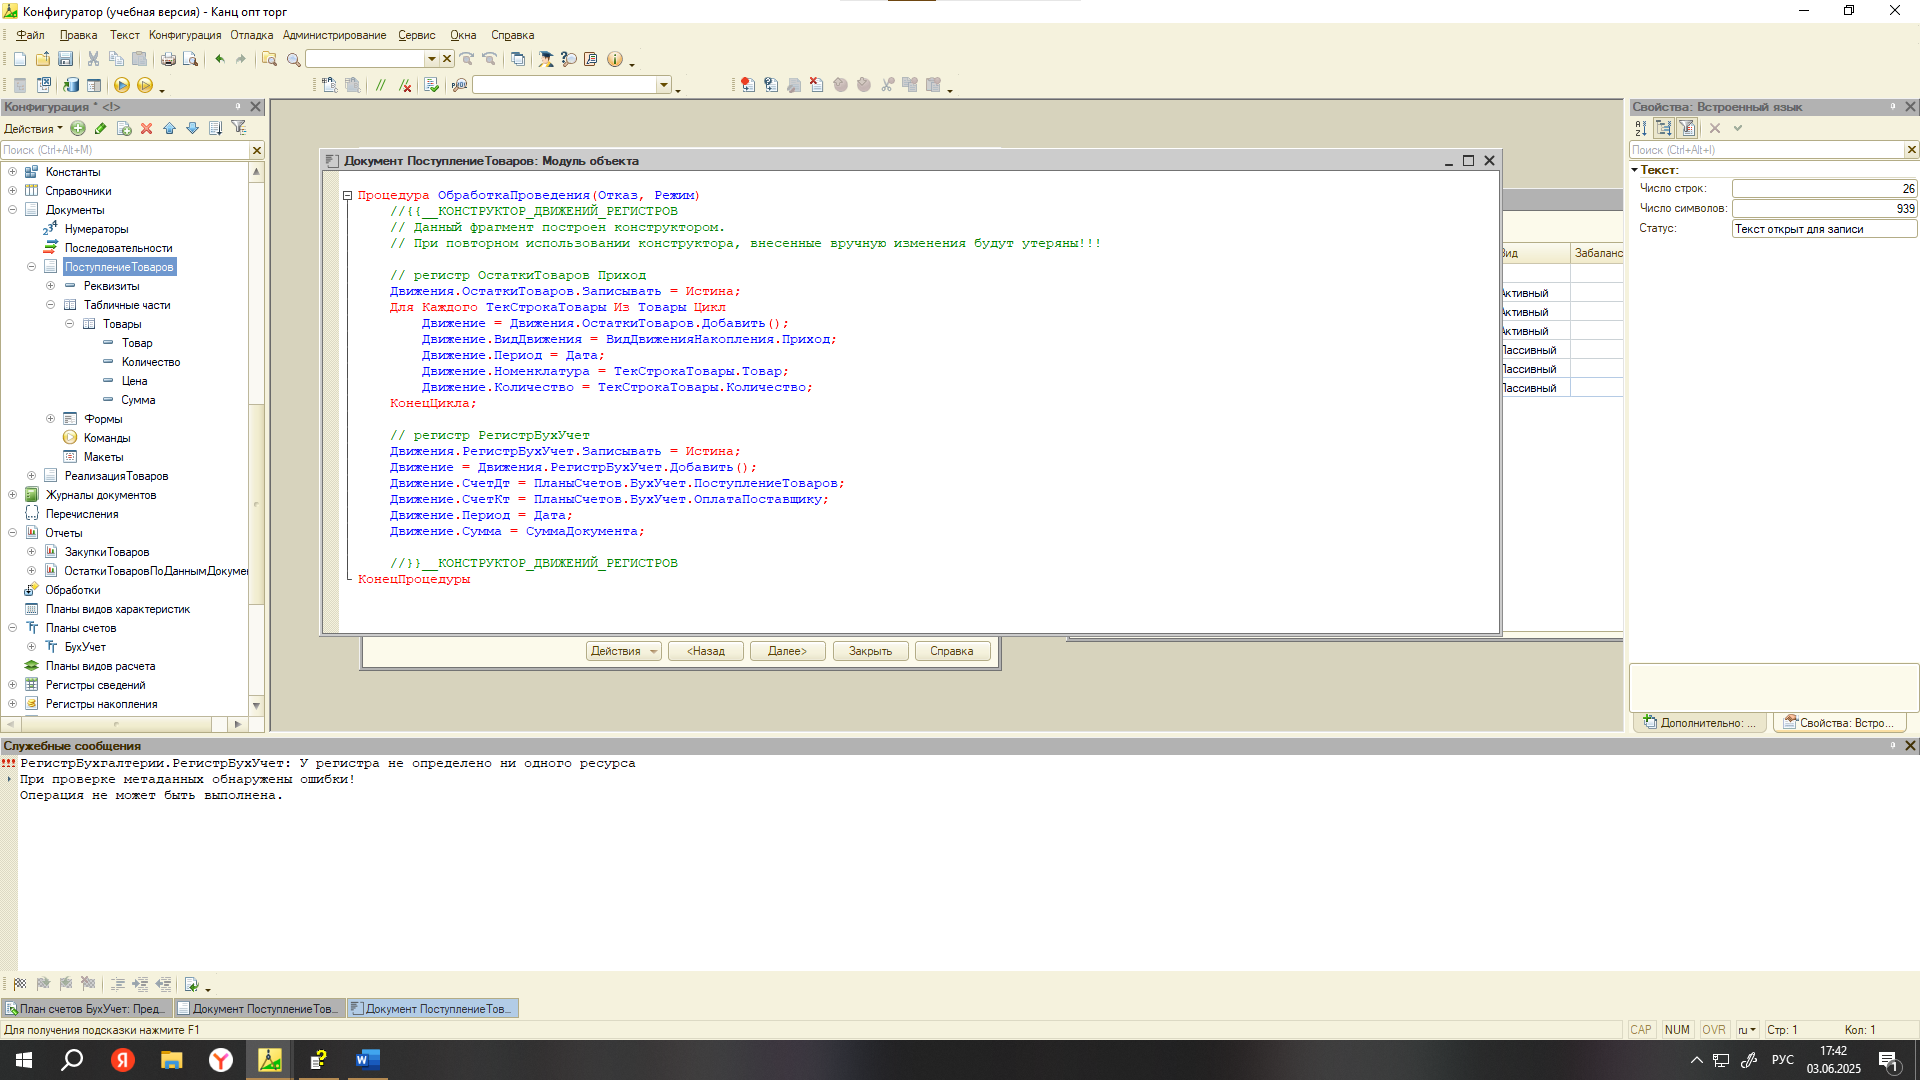 Конфигуратор (учебная версия) - Канц опт торг
Файл Правка Текст Конфигурация Отладка Администрирование Сервис Окна Справка
Конфигурация * <!>
Действия
Поиск (Ctrl+Alt+M)
Константы
Справочники
Документы
Нумераторы
Последовательности
ПоступлениеТоваров
Реквизиты
Табличные части
Товары
Товар
Количество
Цена
Сумма
Формы
Команды
Макеты
РеализацияТоваров
Журналы документов
Перечисления
Отчеты
ЗакупкиТоваров
ОстаткиТоваровПоДаннымДокумен
Обработки
Планы видов характеристик
Планы счетов
БухУчет
Планы видов расчета
Регистры сведений
Регистры накопления
Документ ПоступлениеТоваров: Модуль объекта
Процедура ОбработкаПроведения(Отказ, Режим)
//{{__КОНСТРУКТОР_ДВИЖЕНИЙ_РЕГИСТРОВ
// Данный фрагмент построен конструктором.
// При повторном использовании конструктора, внесенные вручную изменения будут утеряны!!!
// регистр ОстаткиТоваров Приход
Движения.ОстаткиТоваров.Записывать = Истина;
Для Каждого ТекСтрокаТовары Из Товары Цикл
Движение = Движения.ОстаткиТоваров.Добавить();
Движение.ВидДвижения = ВидДвиженияНакопления.Приход;
Движение.Период = Дата;
Движение.Номенклатура = ТекСтрокаТовары.Товар;
Движение.Количество = ТекСтрокаТовары.Количество;
КонецЦикла;
// регистр РегистрБухУчет
Движения.РегистрБухУчет.Записывать = Истина;
Движение = Движения.РегистрБухУчет.Добавить();
Движение.СчетДт = ПланыСчетов.БухУчет.ПоступлениеТоваров;
Движение.СчетКт = ПланыСчетов.БухУчет.ОплатаПоставщику;
Движение.Период = Дата;
Движение.Сумма = СуммаДокумента;
//}}__КОНСТРУКТОР_ДВИЖЕНИЙ_РЕГИСТРОВ
КонецПроцедуры
Действия <Назад Далее> Закрыть Справка
Вид Забаланс
Активный
Активный
Активный
Пассивный
Пассивный
Пассивный
Свойства: Встроенный язык
Поиск (Ctrl+Alt+I)
Текст:
Число строк: 26
Число символов: 939
Статус: Текст открыт для записи
Дополнительно: ... Свойства: Встро...
Служебные сообщения
РегистрБухгалтерии.РегистрБухУчет: У регистра не определено ни одного ресурса
При проверке метаданных обнаружены ошибки!
Операция не может быть выполнена.
План счетов БухУчет: Пред... Документ ПоступлениеТов... Документ ПоступлениеТов...
Для получения подсказки нажмите F1
CAP NUM OVR ru Стр: 1 Кол: 1
РУС
17:42
03.06.2025
1